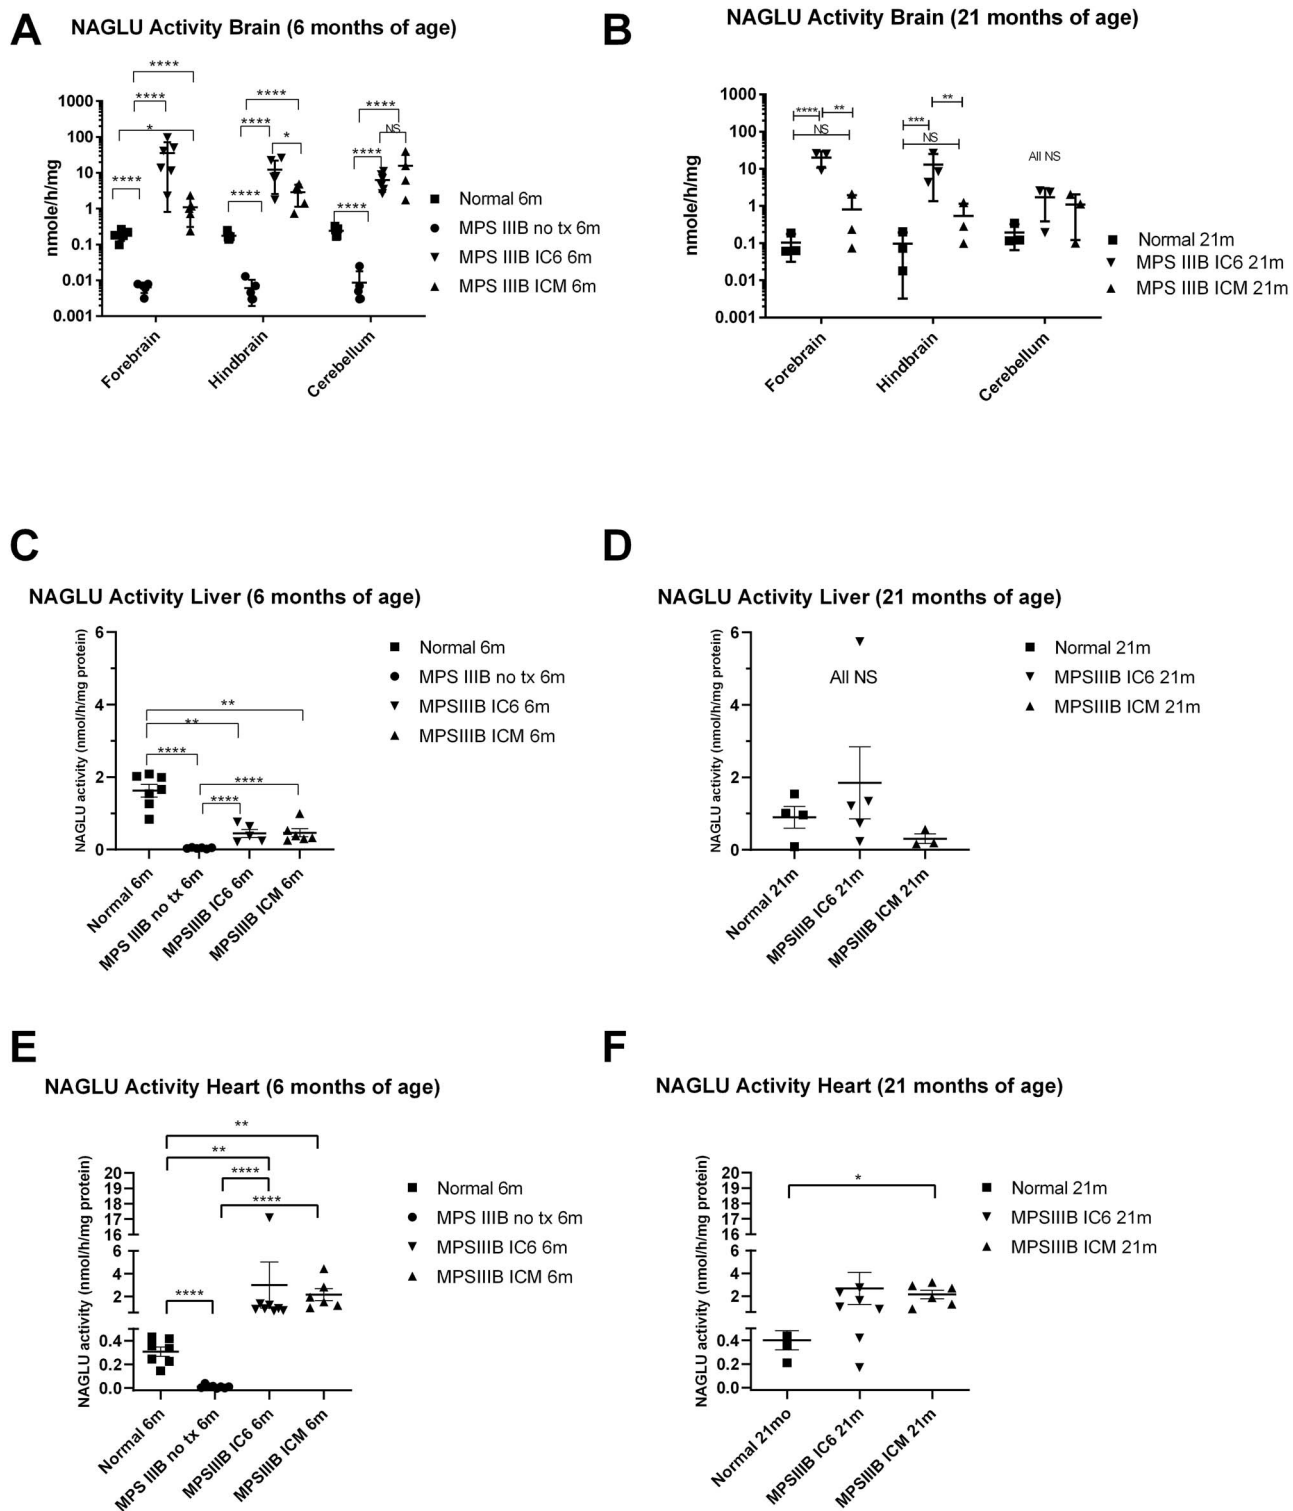 A
NAGLU Activity Brain (6 months of age)
nmole/h/mg
1000
100
10
1
0.1
0.01
0.001
****
****
*
****
****
****
*
****
****
NS
****
****
Forebrain
Hindbrain
Cerebellum
Normal 6m
MPS IIIB no tx 6m
MPS IIIB IC6 6m
MPS IIIB ICM 6m
B
NAGLU Activity Brain (21 months of age)
nmole/h/mg
1000
100
10
1
0.1
0.01
0.001
****
**
NS
**
***
NS
All NS
Forebrain
Hindbrain
Cerebellum
Normal 21m
MPS IIIB IC6 21m
MPS IIIB ICM 21m
C
NAGLU Activity Liver (6 months of age)
NAGLU activity (nmol/h/mg protein)
6
4
2
0
**
**
****
****
****
Normal 6m
MPS IIIB no tx 6m
MPSIIIB IC6 6m
MPSIIIB ICM 6m
Normal 6m
MPS IIIB no tx 6m
MPSIIIB IC6 6m
MPSIIIB ICM 6m
D
NAGLU Activity Liver (21 months of age)
NAGLU activity (nmol/h/mg protein)
6
4
2
0
All NS
Normal 21m
MPSIIIB IC6 21m
MPSIIIB ICM 21m
Normal 21m
MPSIIIB IC6 21m
MPSIIIB ICM 21m
E
NAGLU Activity Heart (6 months of age)
NAGLU activity (nmol/h/mg protein)
20
19
18
17
16
6
4
2
0.4
0.2
0.0
**
**
****
****
****
Normal 6m
MPS IIIB no tx 6m
MPSIIIB IC6 6m
MPSIIIB ICM 6m
Normal 6m
MPS IIIB no tx 6m
MPSIIIB IC6 6m
MPSIIIB ICM 6m
F
NAGLU Activity Heart (21 months of age)
NAGLU activity (nmol/h/mg protein)
20
19
18
17
16
6
4
2
0.4
0.2
0.0
*
Normal 21mo
MPSIIIB IC6 21m
MPSIIIB ICM 21m
Normal 21m
MPSIIIB IC6 21m
MPSIIIB ICM 21m